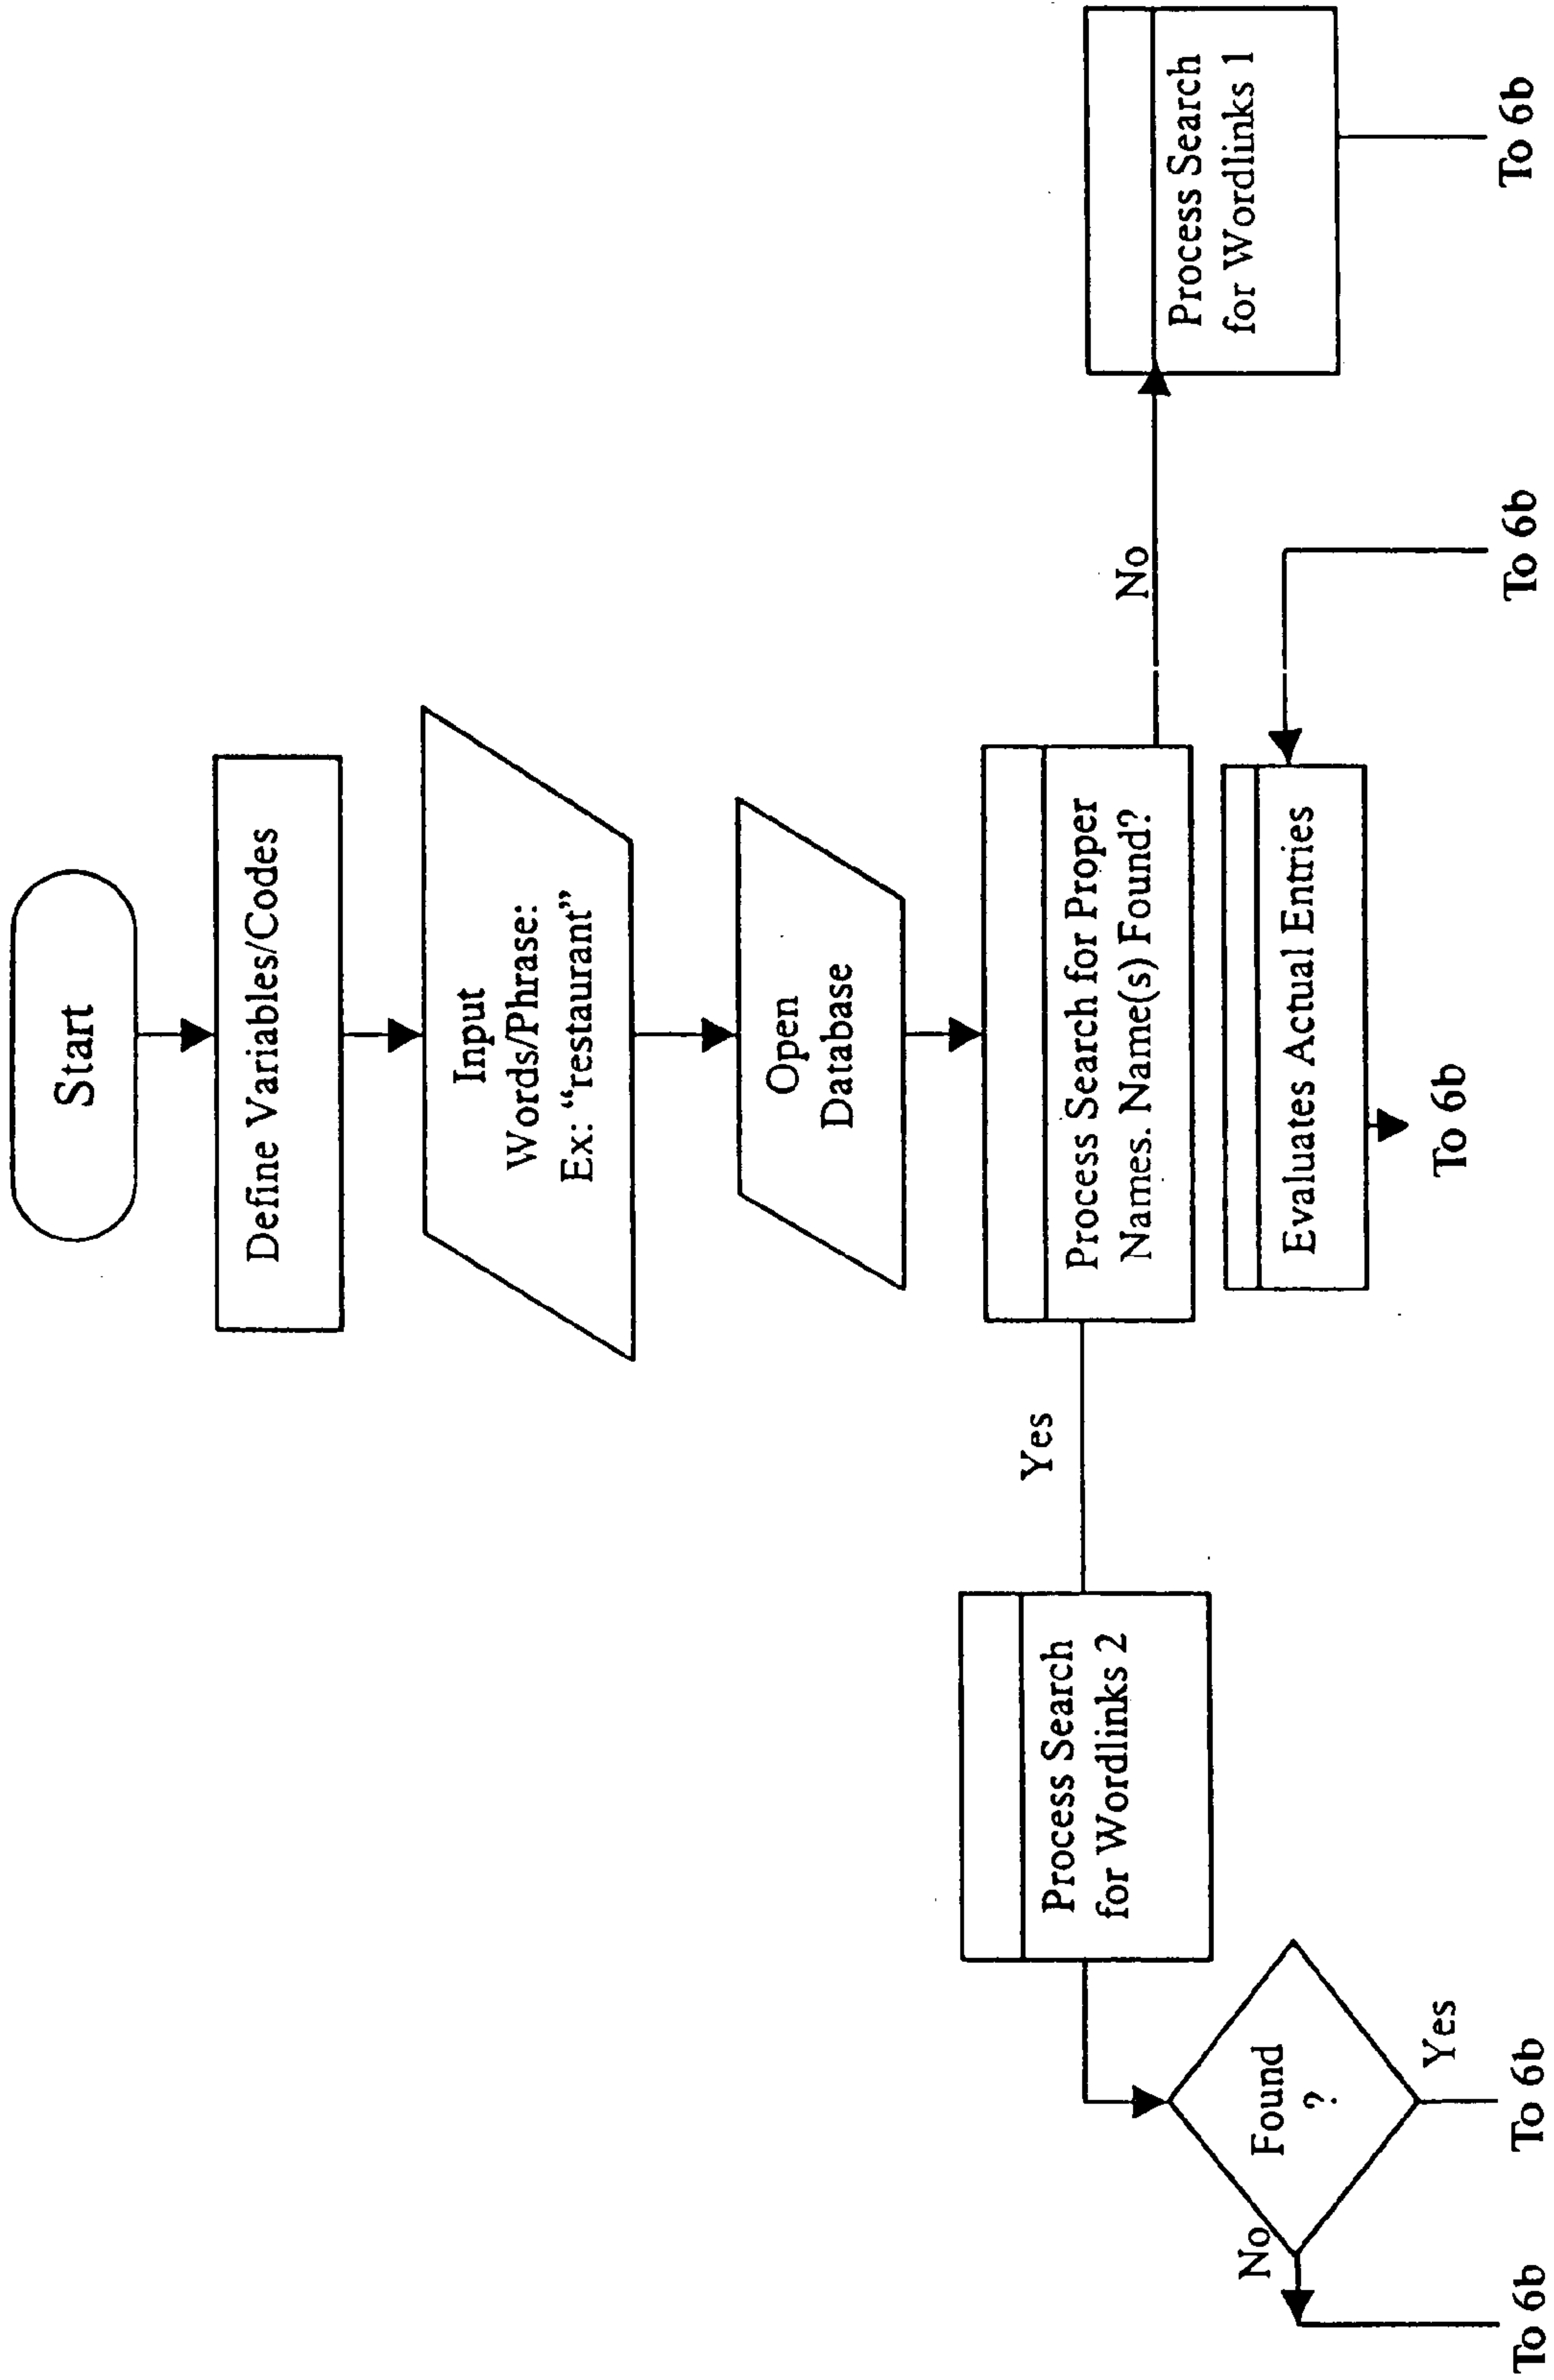 Start
Define Variables/Codes
Input
Words/Phrase:
Ex: “restaurant”
Open
Database
Process Search for Proper
Names. Name(s) Found?
Yes
No
Process Search
for Wordlinks 2
Process Search
for Wordlinks 1
Evaluates Actual Entries
Found
?
No
Yes
To 6b
To 6b
To 6b
To 6b
To 6b